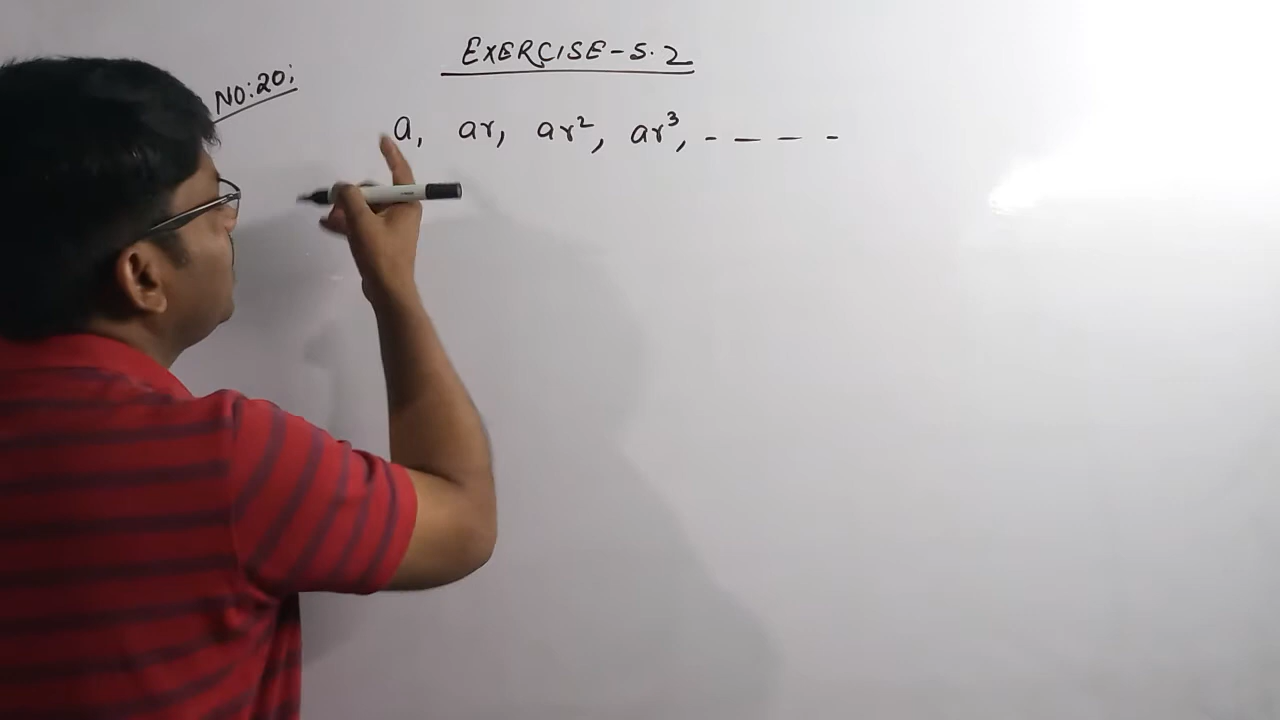 EXERCISE-5.2
NO:20:
a, ar, ar², ar³, - - - -